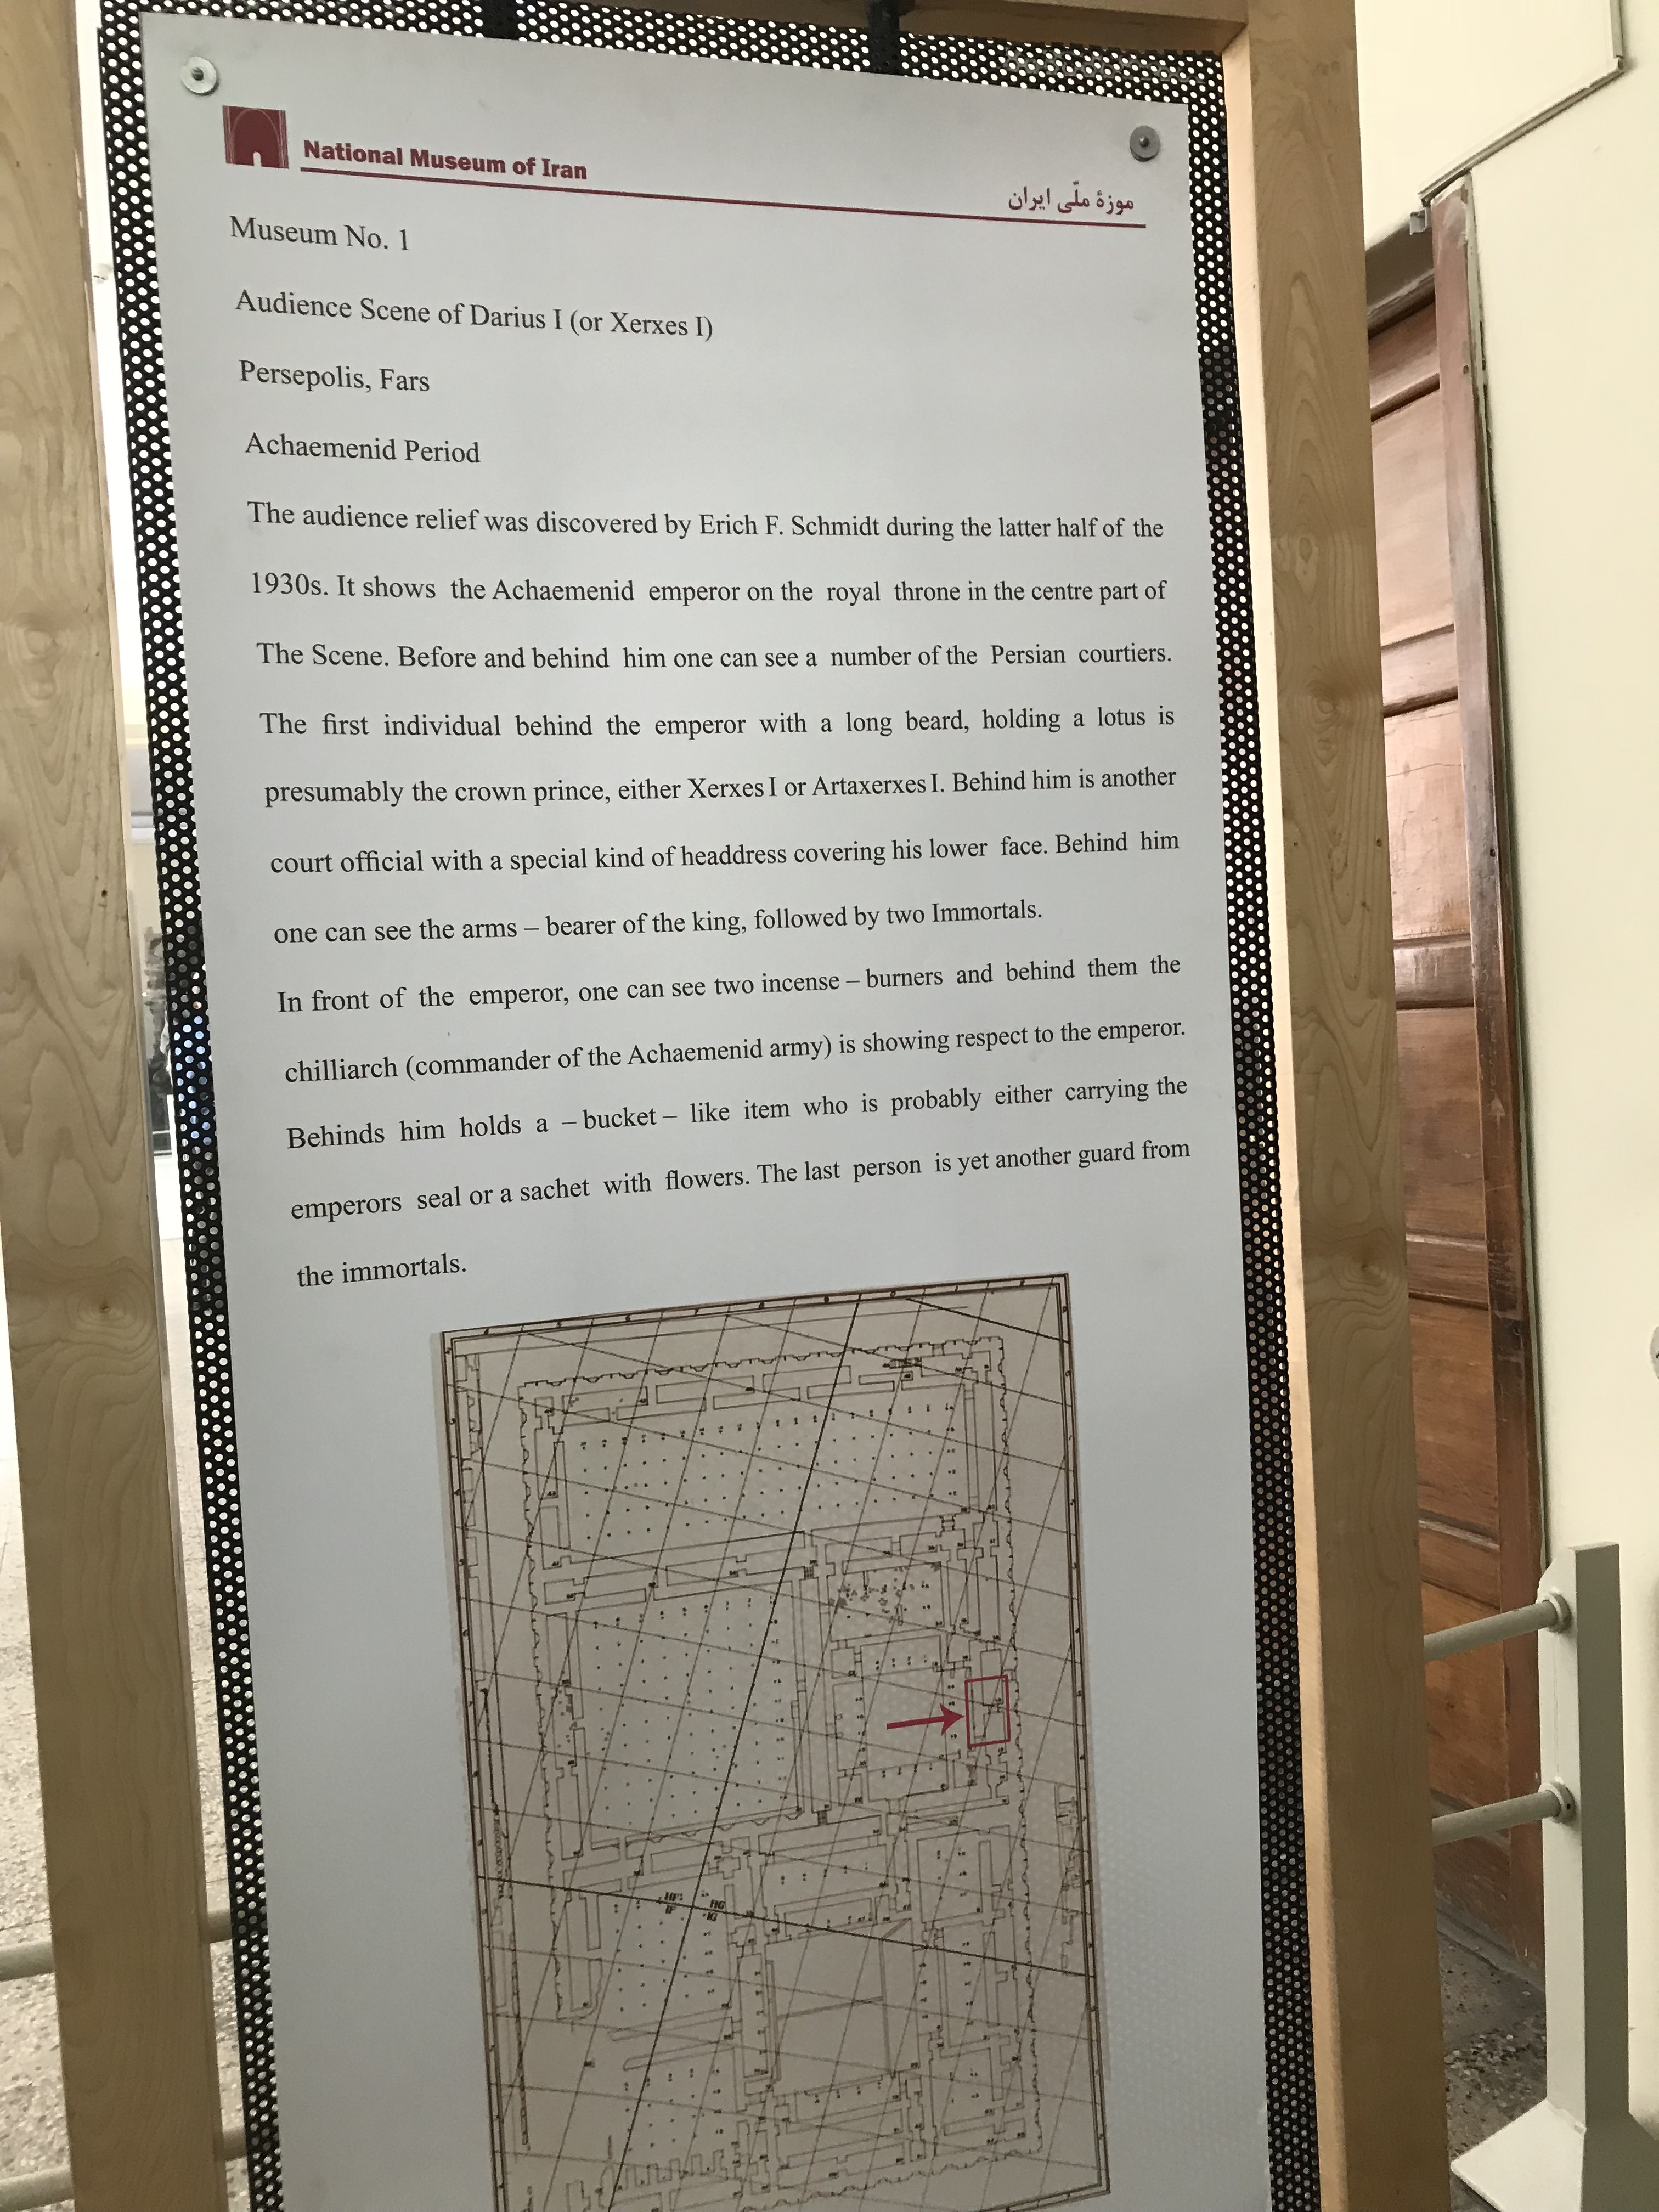 National Museum of Iran
موزهٔ ملّی ایران
Museum No. 1
Audience Scene of Darius I (or Xerxes I)
Persepolis, Fars
Achaemenid Period
The audience relief was discovered by Erich F. Schmidt during the latter half of the
1930s. It shows the Achaemenid emperor on the royal throne in the centre part of
The Scene. Before and behind him one can see a number of the Persian courtiers.
The first individual behind the emperor with a long beard, holding a lotus is
presumably the crown prince, either Xerxes I or Artaxerxes I. Behind him is another
court official with a special kind of headdress covering his lower face. Behind him
one can see the arms – bearer of the king, followed by two Immortals.
In front of the emperor, one can see two incense – burners and behind them the
chilliarch (commander of the Achaemenid army) is showing respect to the emperor.
Behinds him holds a – bucket – like item who is probably either carrying the
emperors seal or a sachet with flowers. The last person is yet another guard from
the immortals.